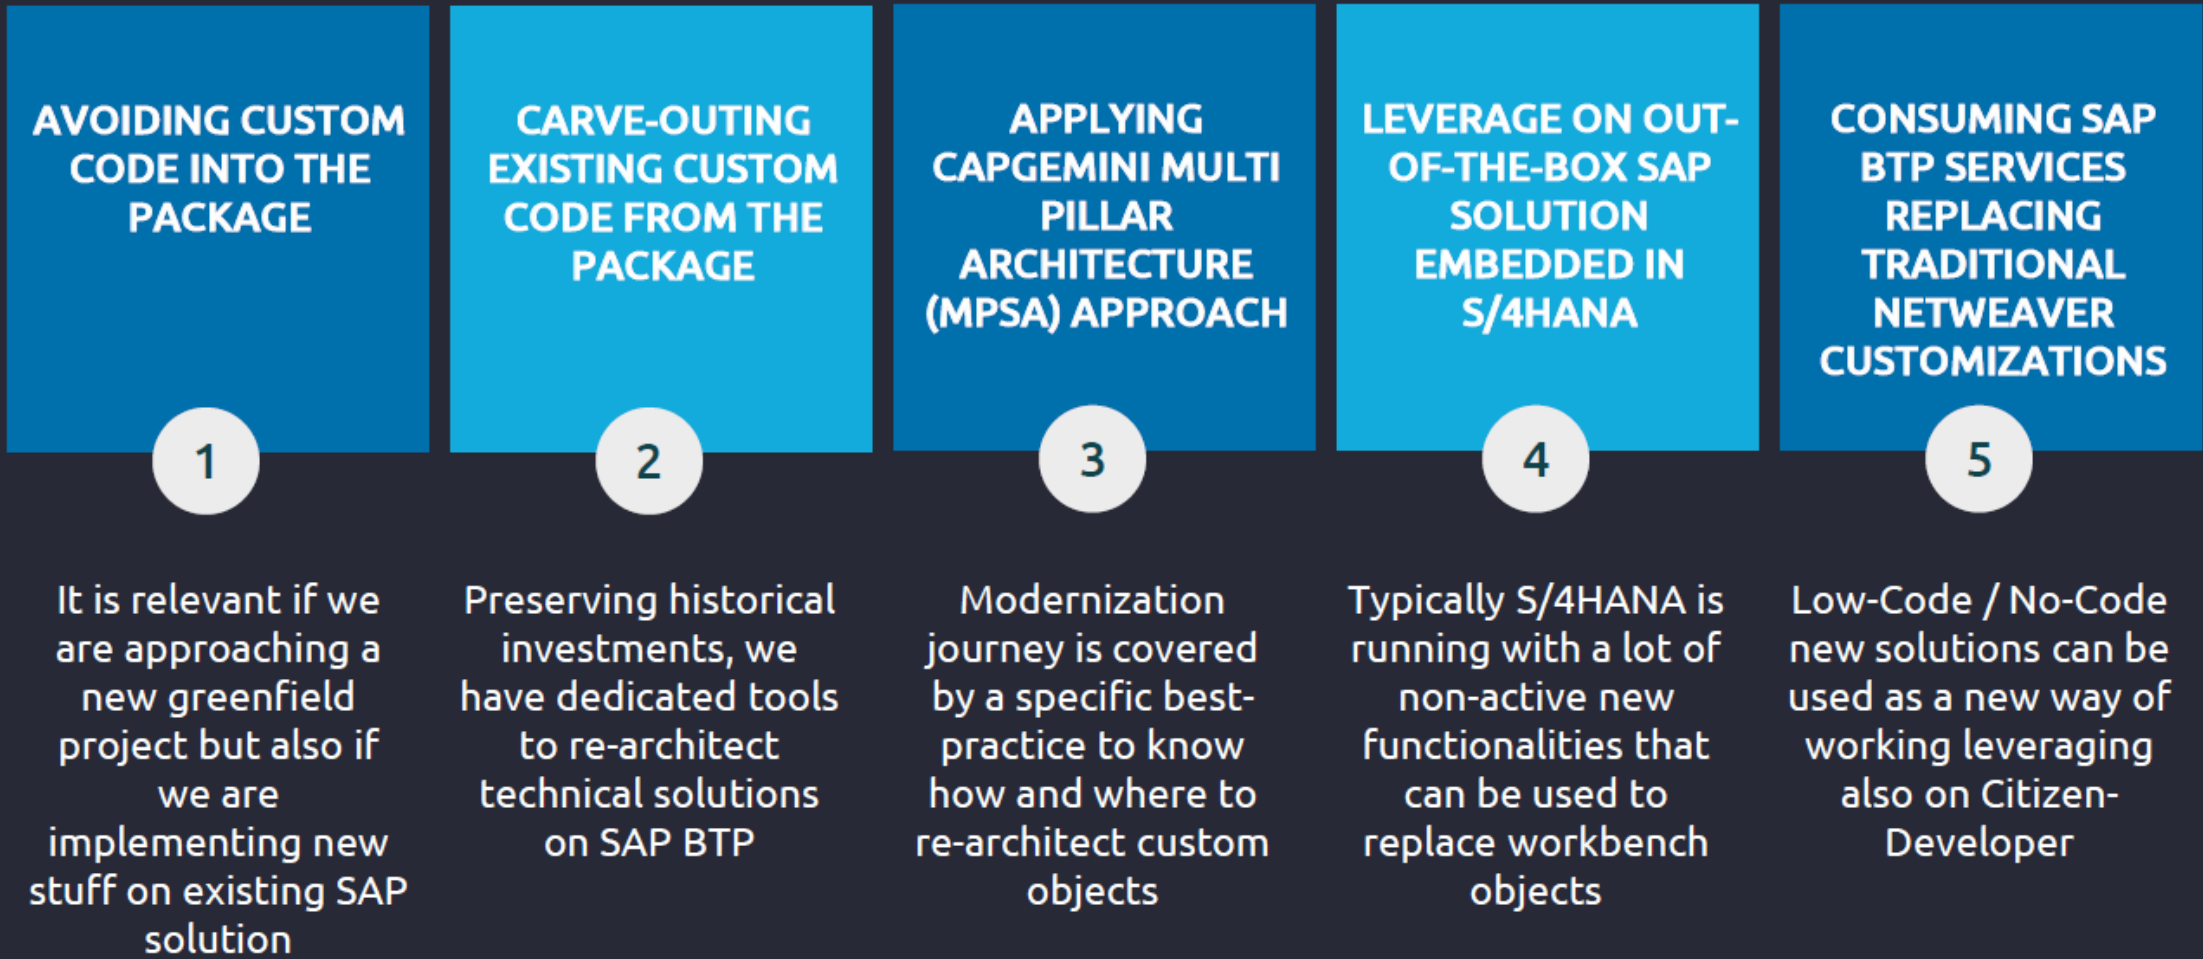 AVOIDING CUSTOM
CODE INTO THE
PACKAGE
1
It is relevant if we
are approaching a
new greenfield
project but also if
we are
implementing new
stuff on existing SAP
solution
CARVE-OUTING
EXISTING CUSTOM
CODE FROM THE
PACKAGE
2
Preserving historical
investments, we
have dedicated tools
to re-architect
technical solutions
on SAP BTP
APPLYING
CAPGEMINI MULTI
PILLAR
ARCHITECTURE
(MPSA) APPROACH
3
Modernization
journey is covered
by a specific best-
practice to know
how and where to
re-architect custom
objects
LEVERAGE ON OUT-
OF-THE-BOX SAP
SOLUTION
EMBEDDED IN
S/4HANA
4
Typically S/4HANA is
running with a lot of
non-active new
functionalities that
can be used to
replace workbench
objects
CONSUMING SAP
BTP SERVICES
REPLACING
TRADITIONAL
NETWEAVER
CUSTOMIZATIONS
5
Low-Code / No-Code
new solutions can be
used as a new way of
working leveraging
also on Citizen-
Developer